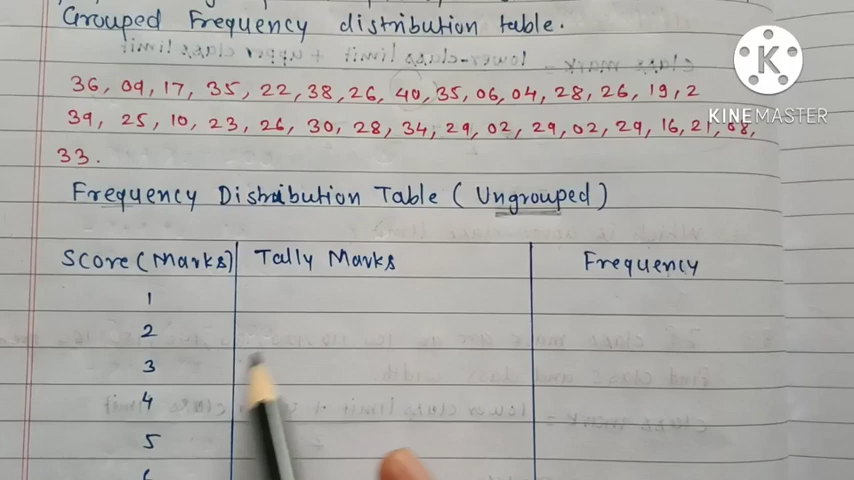 Grouped Frequency distribution table.
36, 09, 17, 35, 22, 38, 26, 40, 35, 06, 04, 28, 26, 19, 2
K
KINEMASTER
39, 25, 10, 23, 26, 30, 28, 34, 29, 02, 29, 02, 29, 16, 21, 08,
33.
Frequency Distribution Table (Ungrouped)
Score (Marks) Tally Marks Frequency
1
2
3
4
5